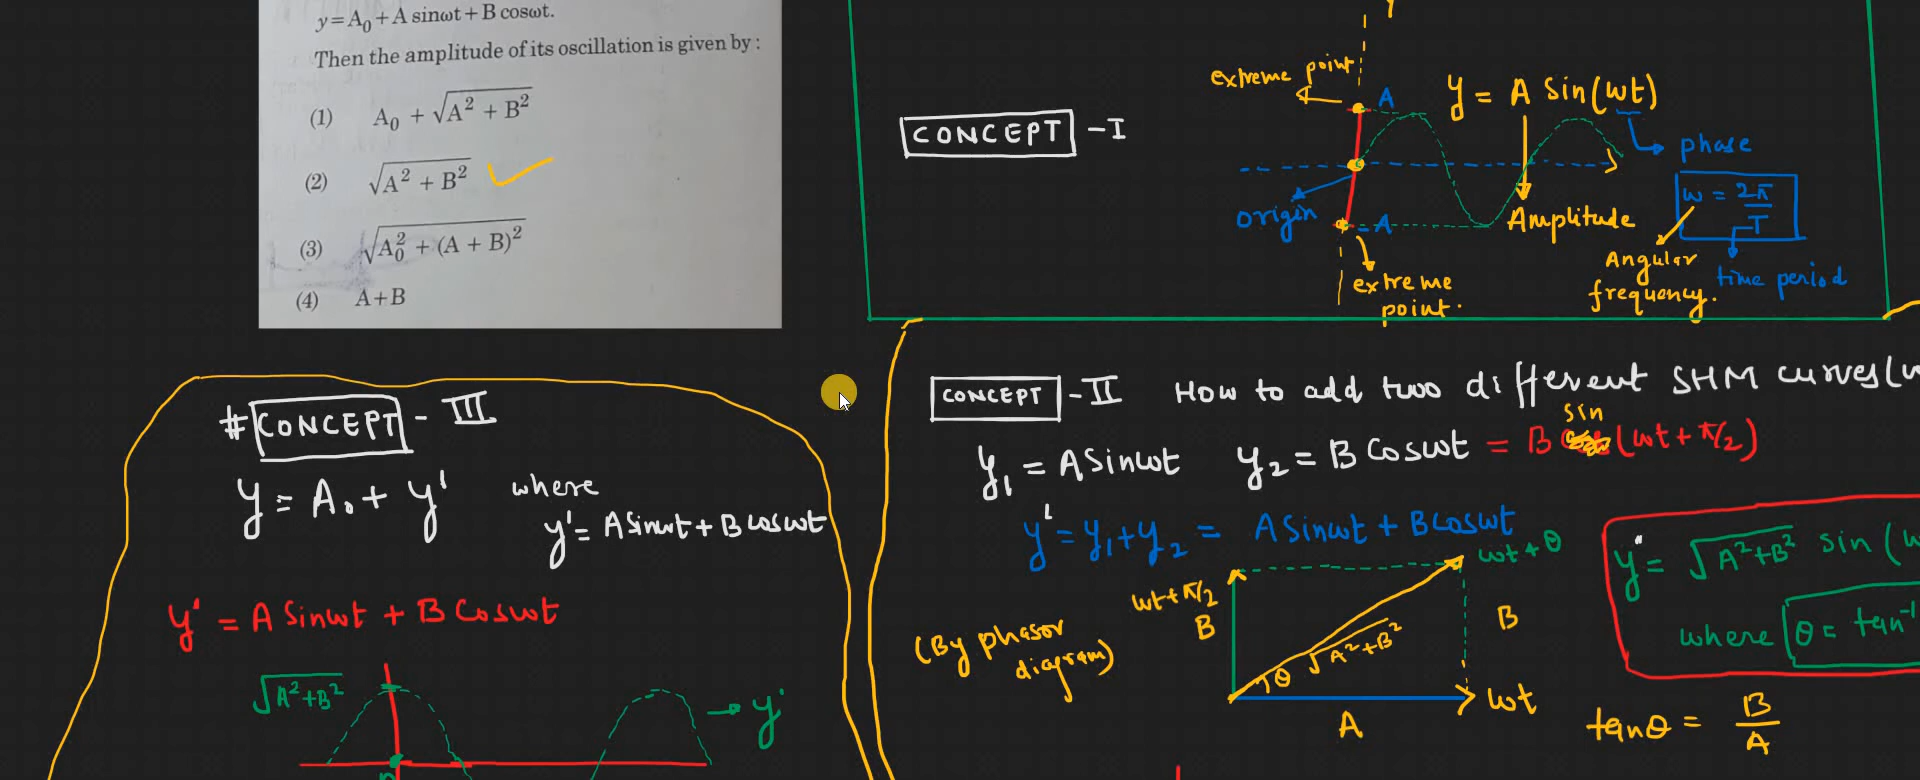 y = A₀ + A sinωt + B cosωt.
Then the amplitude of its oscillation is given by :
(1) A₀ + √(A² + B²)
(2) √(A² + B²)
(3) √(A₀² + (A + B)²)
(4) A+B
CONCEPT - I
extreme point
A
y = A sin(ωt)
phase
origin
-A
Amplitude
ω = 2π/T
extreme point.
Angular frequency.
time period
CONCEPT - II How to add two different SHM curves(
y₁ = A Sinωt y₂ = B Cosωt = B sin (ωt + π/2)
y' = y₁ + y₂ = A Sinωt + B Cosωt
(By phasor diagram)
ωt + π/2
B
ωt + θ
√(A²+B²)
θ
B
A
ωt
y" = √(A²+B²) sin (
where θ = tan⁻¹
tanθ = B/A
# CONCEPT - III
y = A₀ + y' where
y' = A Sinωt + B Cosωt
y' = A Sinωt + B Cosωt
√(A²+B²)
y'